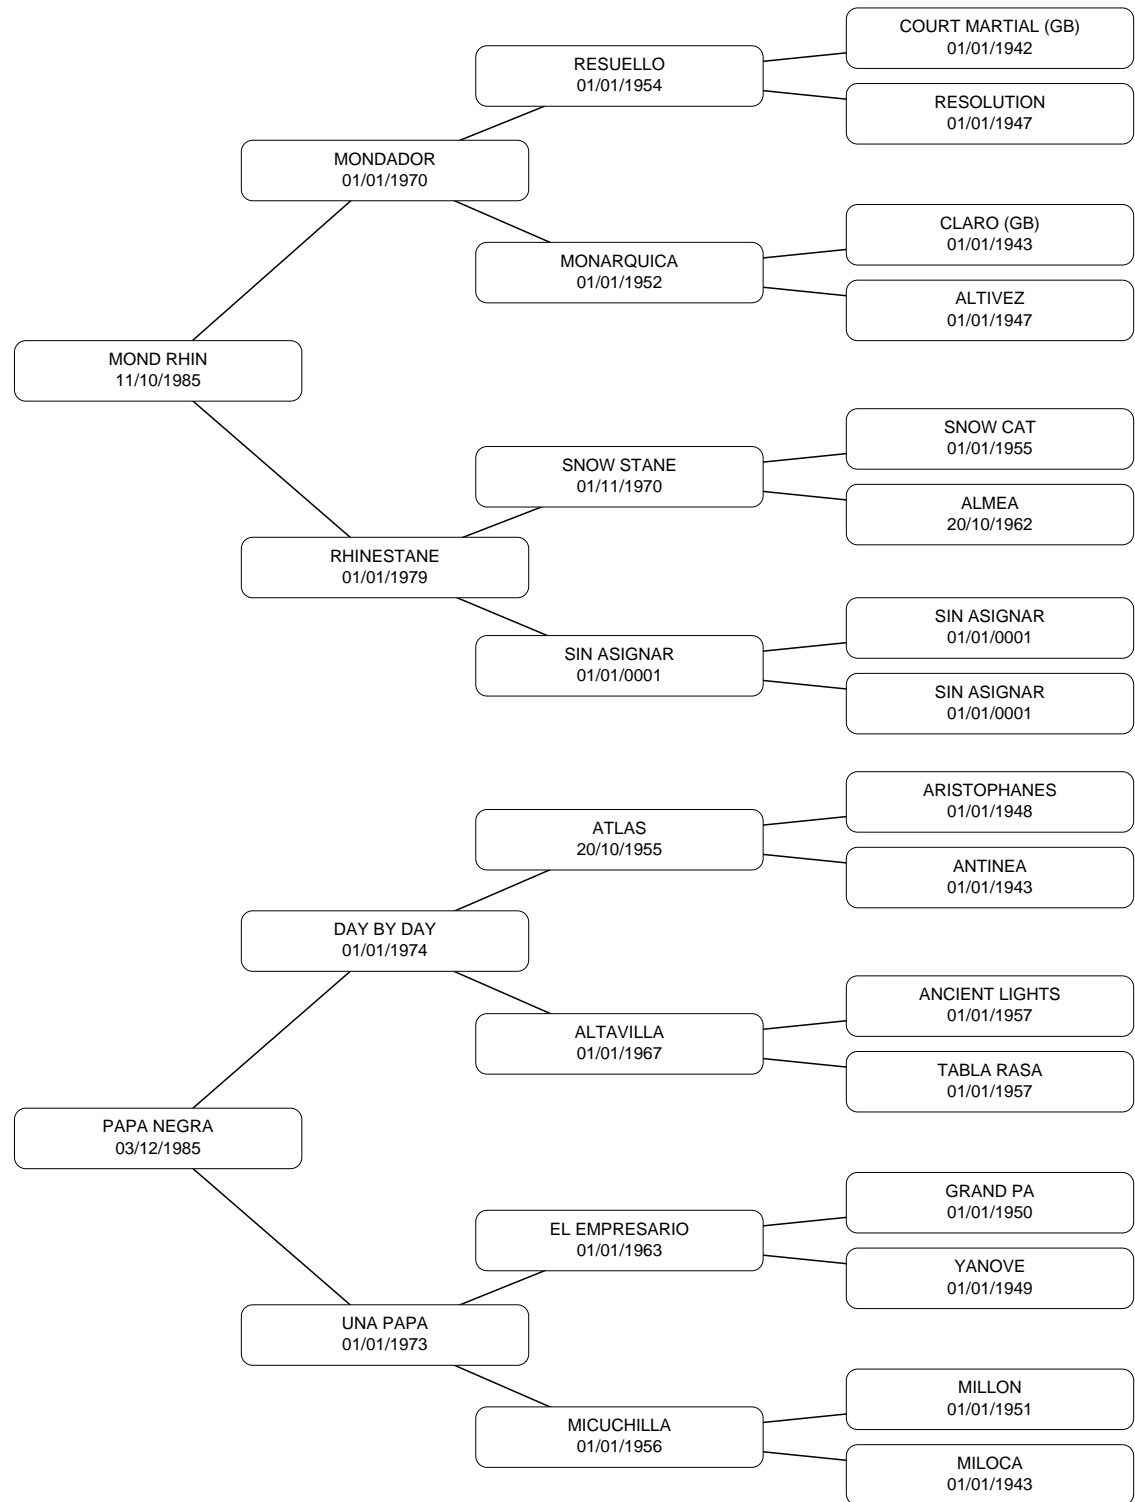 COURT MARTIAL (GB)
01/01/1942
RESUELLO
01/01/1954
RESOLUTION
01/01/1947
MONDADOR
01/01/1970
CLARO (GB)
01/01/1943
MONARQUICA
01/01/1952
ALTIVEZ
01/01/1947
MOND RHIN
11/10/1985
SNOW CAT
01/01/1955
SNOW STANE
01/11/1970
ALMEA
20/10/1962
RHINESTANE
01/01/1979
SIN ASIGNAR
01/01/0001
SIN ASIGNAR
01/01/0001
SIN ASIGNAR
01/01/0001
ARISTOPHANES
01/01/1948
ATLAS
20/10/1955
ANTINEA
01/01/1943
DAY BY DAY
01/01/1974
ANCIENT LIGHTS
01/01/1957
ALTAVILLA
01/01/1967
TABLA RASA
01/01/1957
PAPA NEGRA
03/12/1985
GRAND PA
01/01/1950
EL EMPRESARIO
01/01/1963
YANOVE
01/01/1949
UNA PAPA
01/01/1973
MILLON
01/01/1951
MICUCHILLA
01/01/1956
MILOCA
01/01/1943